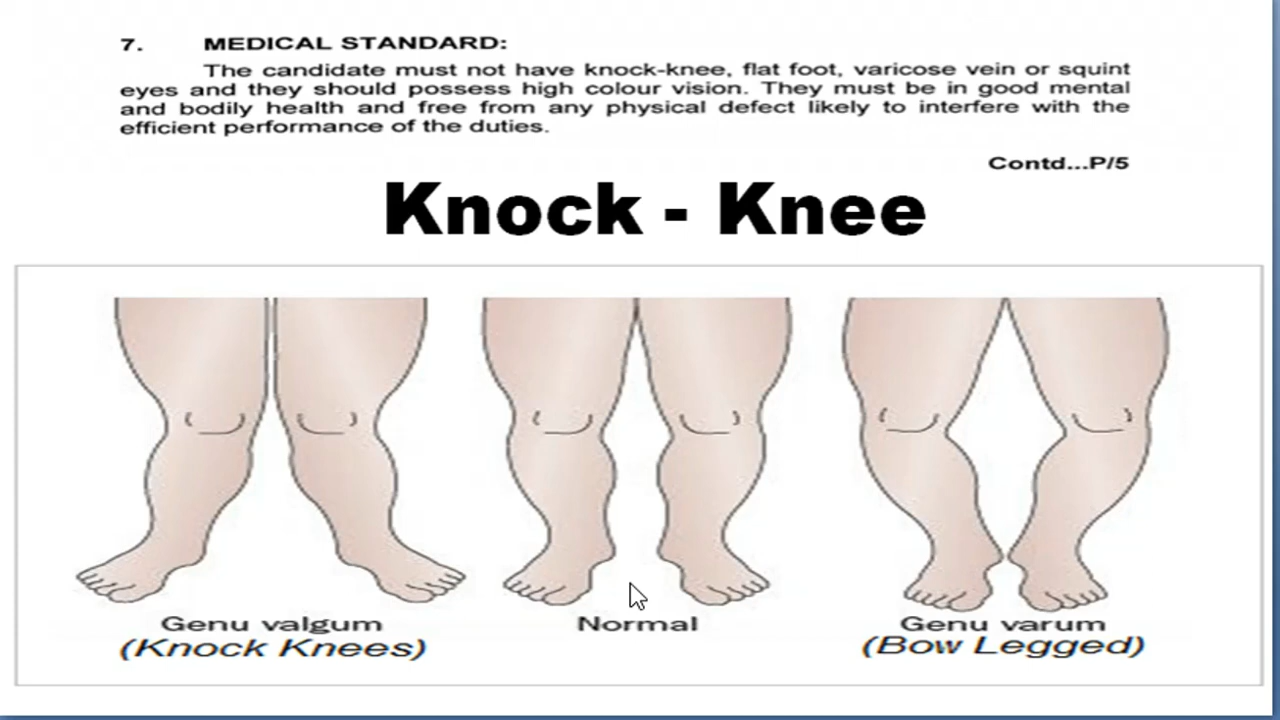 7. MEDICAL STANDARD:
The candidate must not have knock-knee, flat foot, varicose vein or squint
eyes and they should possess high colour vision. They must be in good mental
and bodily health and free from any physical defect likely to interfere with the
efficient performance of the duties.
Contd...P/5
Knock - Knee
Genu valgum
(Knock Knees)
Normal
Genu varum
(Bow Legged)